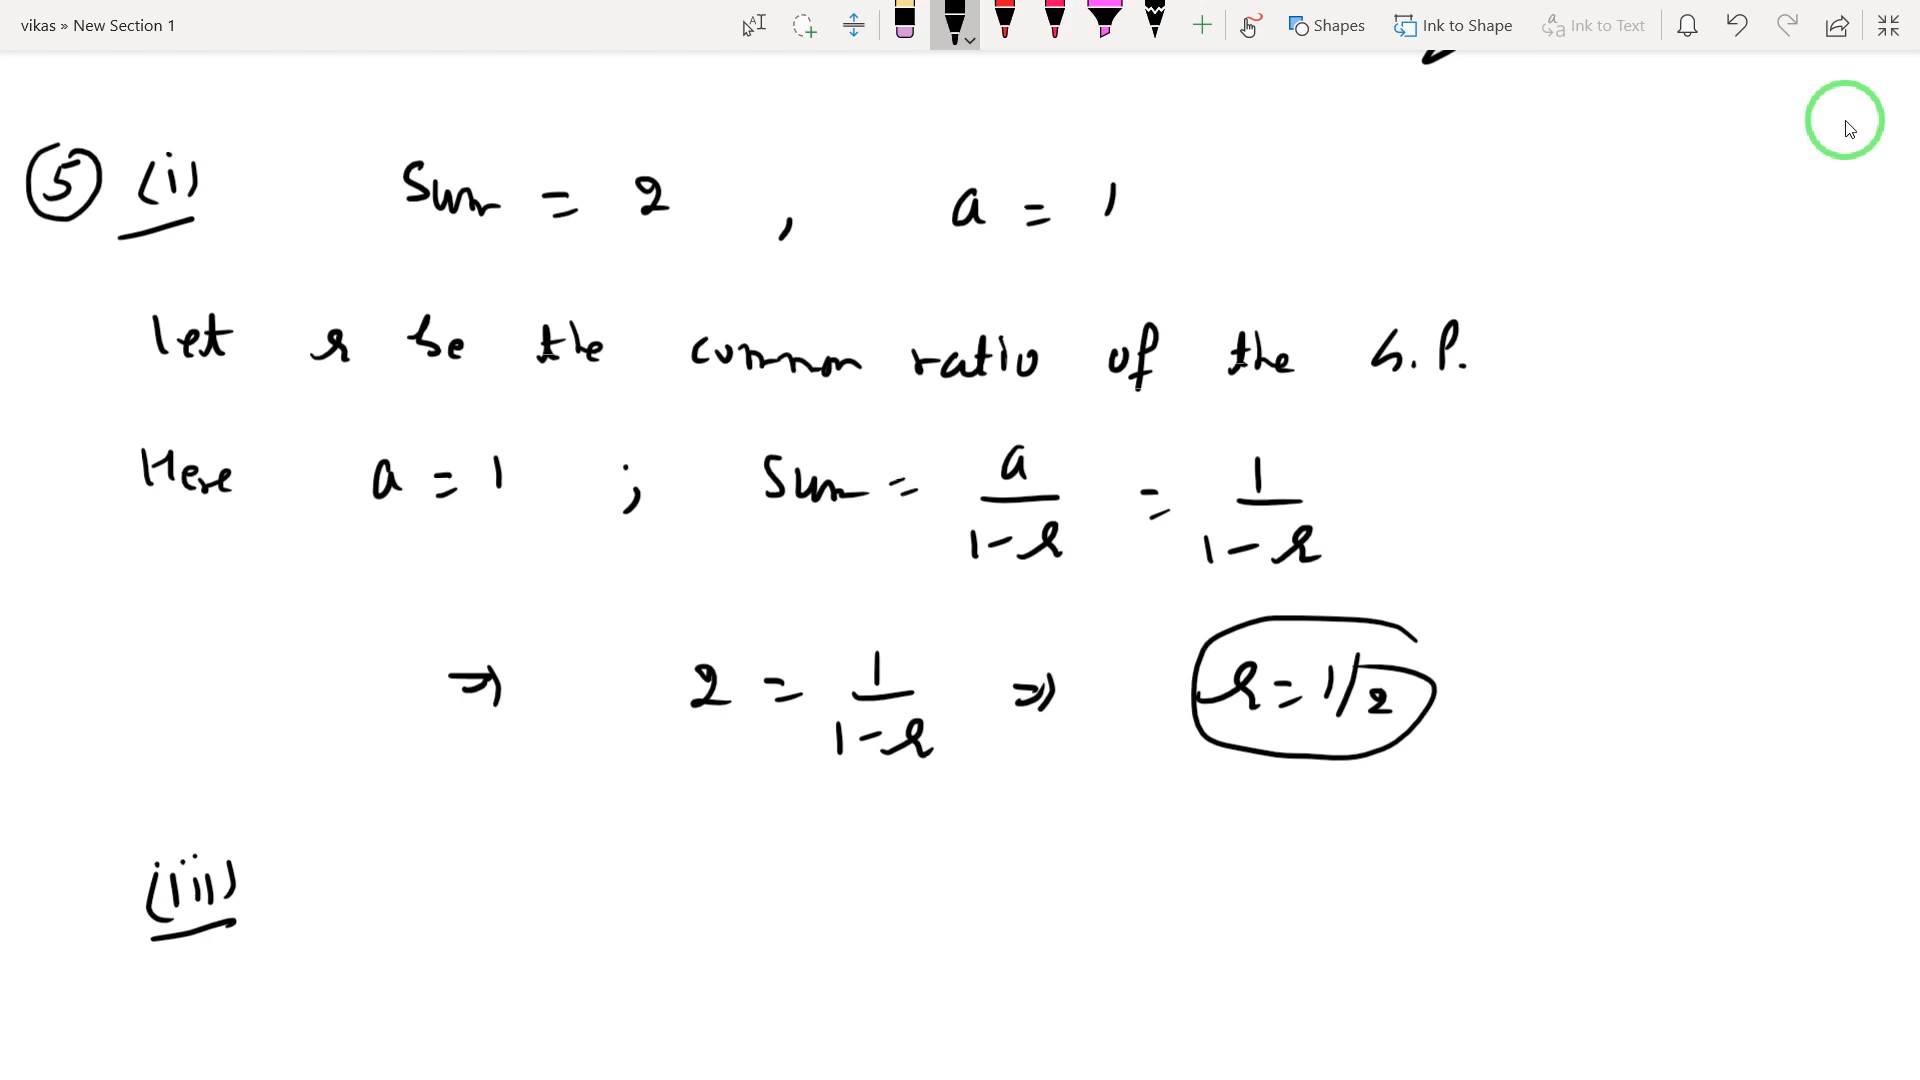 vikas » New Section 1
Shapes Ink to Shape Ink to Text
5 (i) Sum = 2 , a = 1
let r be the common ratio of the G.P.
Here a = 1 ; Sum = a/(1-r) = 1/(1-r)
⇒ 2 = 1/(1-r) ⇒ r = 1/2
(iii)